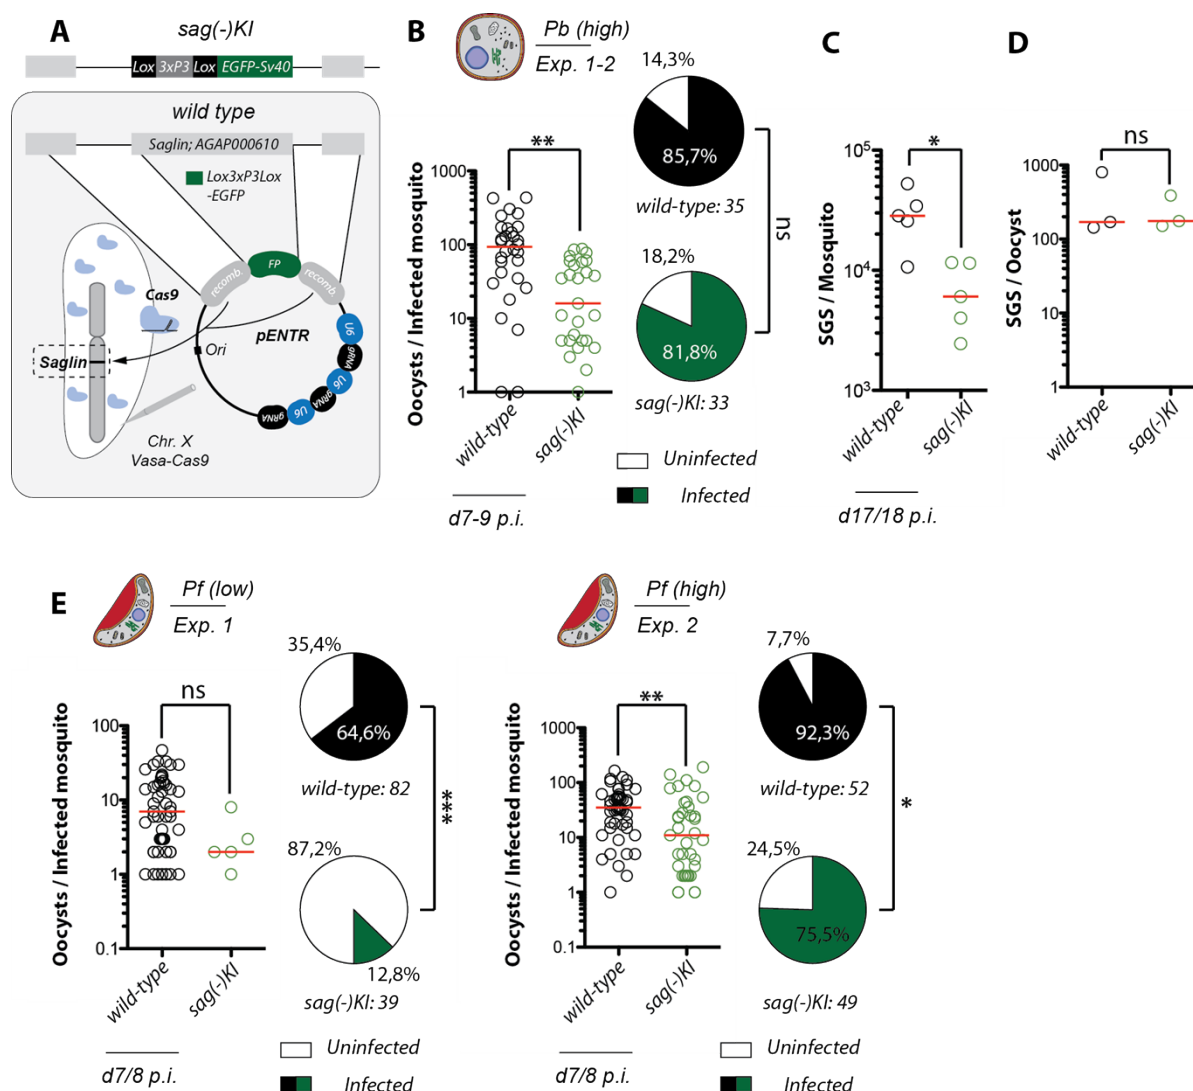 A
sag(-)KI
Lox 3xP3 Lox EGFP-Sv40
wild type
Saglin; AGAP000610
Lox3xP3Lox
-EGFP
FP
recomb.
recomb.
Cas9
pENTR
Ori
Saglin
U6
gRNA
U6
gRNA
U6
gRNA
Chr. X
Vasa-Cas9
B
Pb (high)
Exp. 1-2
14,3%
85,7%
wild-type: 35
ns
18,2%
81,8%
sag(-)KI: 33
**
Oocysts / Infected mosquito
1000
100
10
1
wild-type
sag(-)KI
d7-9 p.i.
Uninfected
Infected
C
*
SGS / Mosquito
10⁵
10⁴
10³
wild-type
sag(-)KI
d17/18 p.i.
D
ns
SGS / Oocyst
1000
100
10
1
wild-type
sag(-)KI
E
Pf (low)
Exp. 1
ns
Oocysts / Infected mosquito
100
10
1
0.1
wild-type
sag(-)KI
d7/8 p.i.
35,4%
64,6%
wild-type: 82
***
87,2%
12,8%
sag(-)KI: 39
Uninfected
Infected
Pf (high)
Exp. 2
**
Oocysts / Infected mosquito
1000
100
10
1
0.1
wild-type
sag(-)KI
d7/8 p.i.
7,7%
92,3%
wild-type: 52
*
24,5%
75,5%
sag(-)KI: 49
Uninfected
Infected